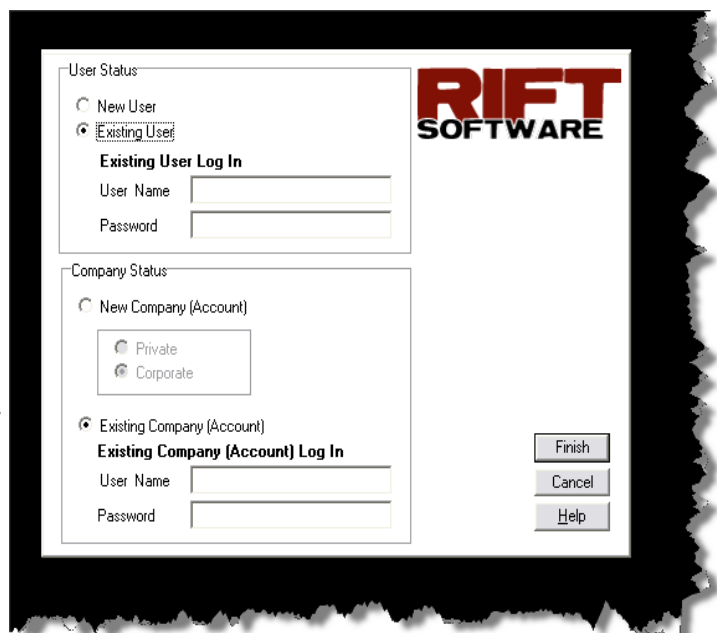 User Status
New User
Existing User
Existing User Log In
User Name
Password
RIFT
SOFTWARE
Company Status
New Company (Account)
Private
Corporate
Existing Company (Account)
Existing Company (Account) Log In
User Name
Password
Finish
Cancel
Help